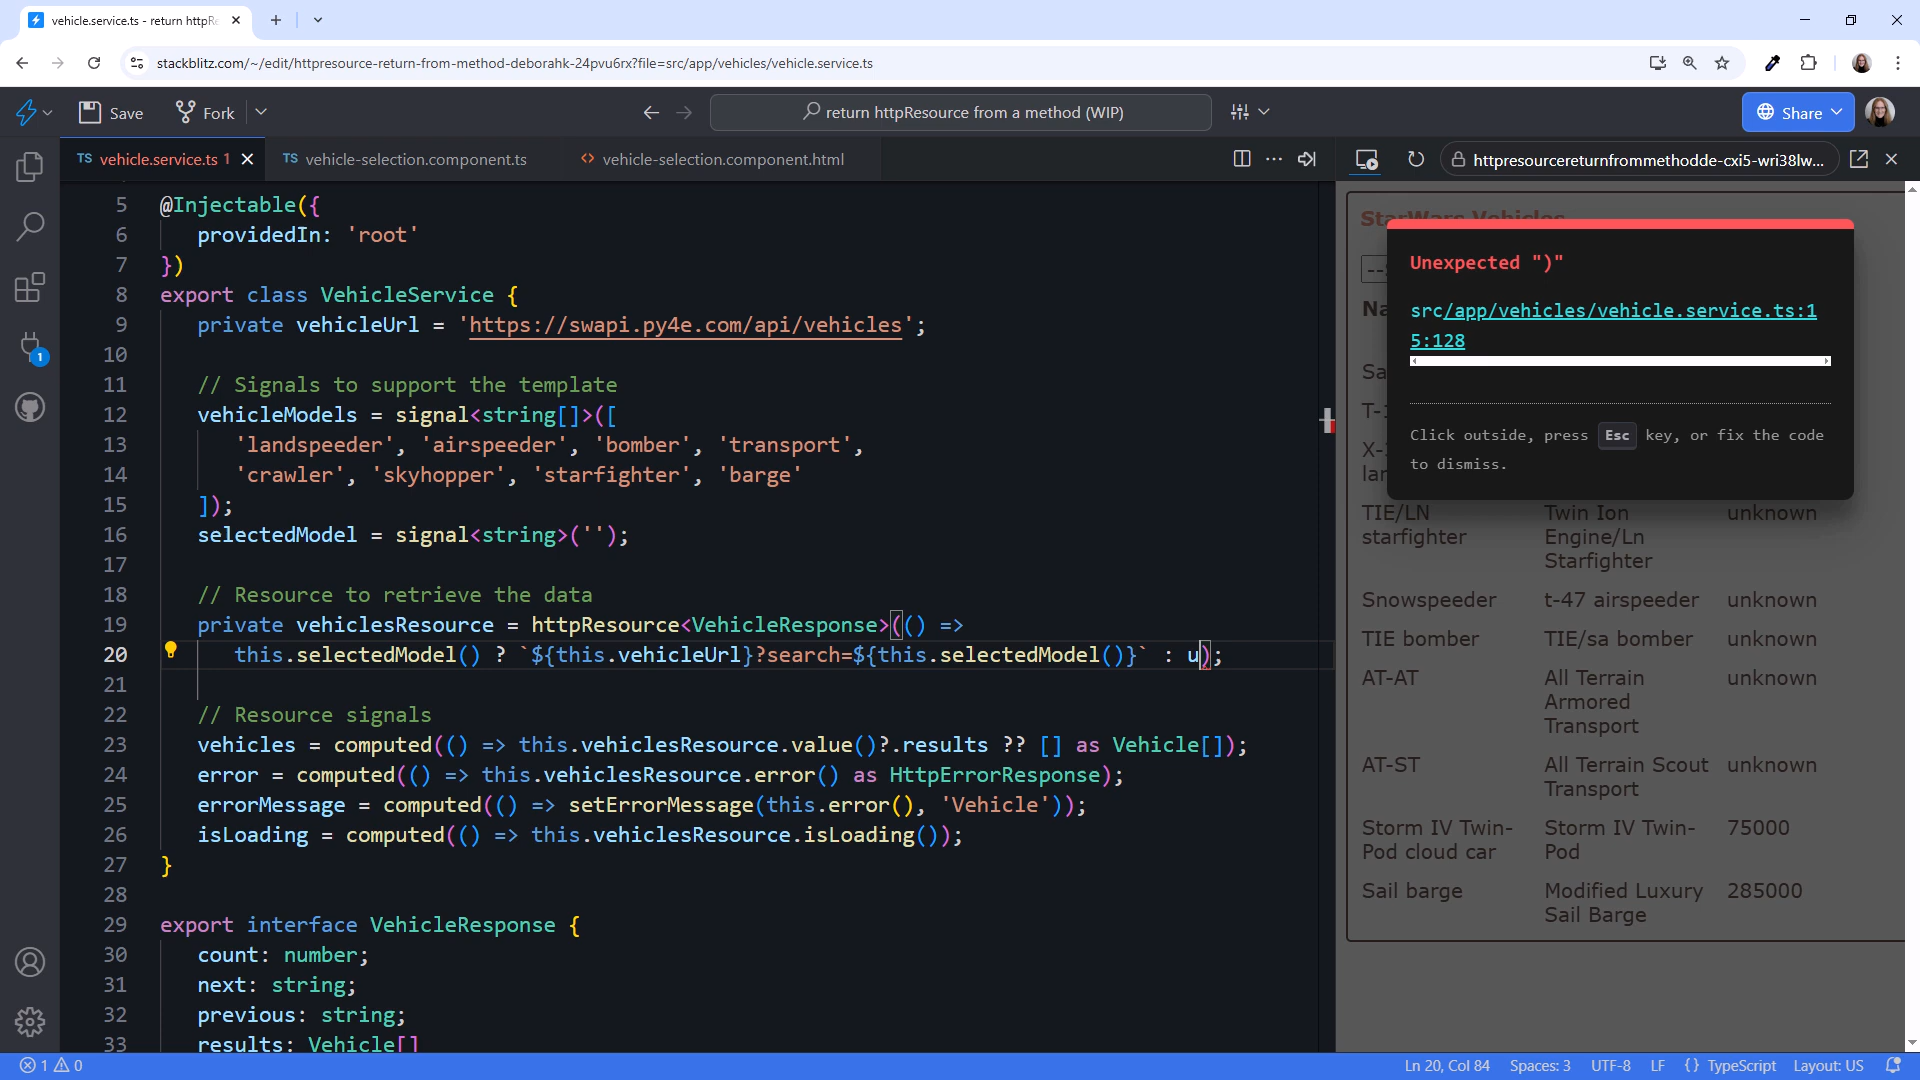 vehicle.service.ts - return httpRe
stackblitz.com/~/edit/httpresource-return-from-method-deborahk-24pvu6rx?file=src/app/vehicles/vehicle.service.ts
Save
Fork
return httpResource from a method (WIP)
Share
TS vehicle.service.ts 1
TS vehicle-selection.component.ts
<> vehicle-selection.component.html
httpresourcereturnfrommethodde-cxi5-wri38lw...
1
5 @Injectable({
6 providedIn: 'root'
7 })
8 export class VehicleService {
9 private vehicleUrl = 'https://swapi.py4e.com/api/vehicles';
10
11 // Signals to support the template
12 vehicleModels = signal<string[]>([
13 'landspeeder', 'airspeeder', 'bomber', 'transport',
14 'crawler', 'skyhopper', 'starfighter', 'barge'
15 ]);
16 selectedModel = signal<string>('');
17
18 // Resource to retrieve the data
19 private vehiclesResource = httpResource<VehicleResponse>(() =>
20 this.selectedModel() ? `${this.vehicleUrl}?search=${this.selectedModel()}` : u);
21
22 // Resource signals
23 vehicles = computed(() => this.vehiclesResource.value()?.results ?? [] as Vehicle[]);
24 error = computed(() => this.vehiclesResource.error() as HttpErrorResponse);
25 errorMessage = computed(() => setErrorMessage(this.error(), 'Vehicle'));
26 isLoading = computed(() => this.vehiclesResource.isLoading());
27 }
28
29 export interface VehicleResponse {
30 count: number;
31 next: string;
32 previous: string;
33 results: Vehicle[]
StarWars Vehicles
Unexpected ")"
src/app/vehicles/vehicle.service.ts:1
5:128
Click outside, press Esc key, or fix the code
to dismiss.
TIE/LN starfighter Twin Ion Engine/Ln Starfighter unknown
Snowspeeder t-47 airspeeder unknown
TIE bomber TIE/sa bomber unknown
AT-AT All Terrain Armored Transport unknown
AT-ST All Terrain Scout Transport unknown
Storm IV Twin-Pod cloud car Storm IV Twin-Pod 75000
Sail barge Modified Luxury Sail Barge 285000
1 0
Ln 20, Col 84
Spaces: 3
UTF-8
LF
{} TypeScript
Layout: US